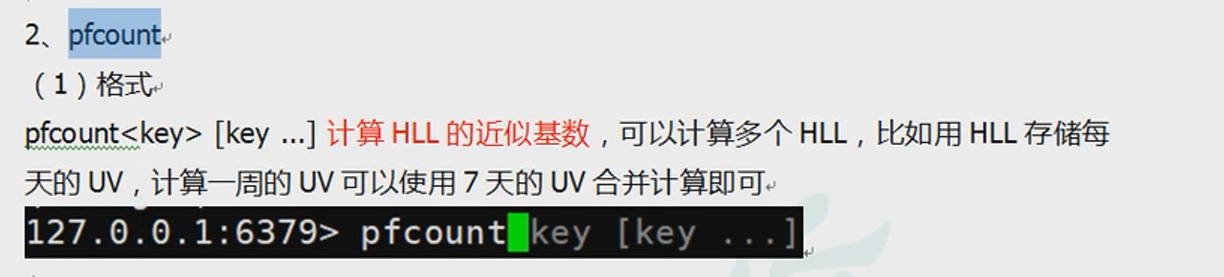 2、pfcount
（1）格式
pfcount<key> [key ...] 计算 HLL 的近似基数，可以计算多个 HLL，比如用 HLL 存储每
天的 UV，计算一周的 UV 可以使用 7 天的 UV 合并计算即可
127.0.0.1:6379> pfcount key [key ...]